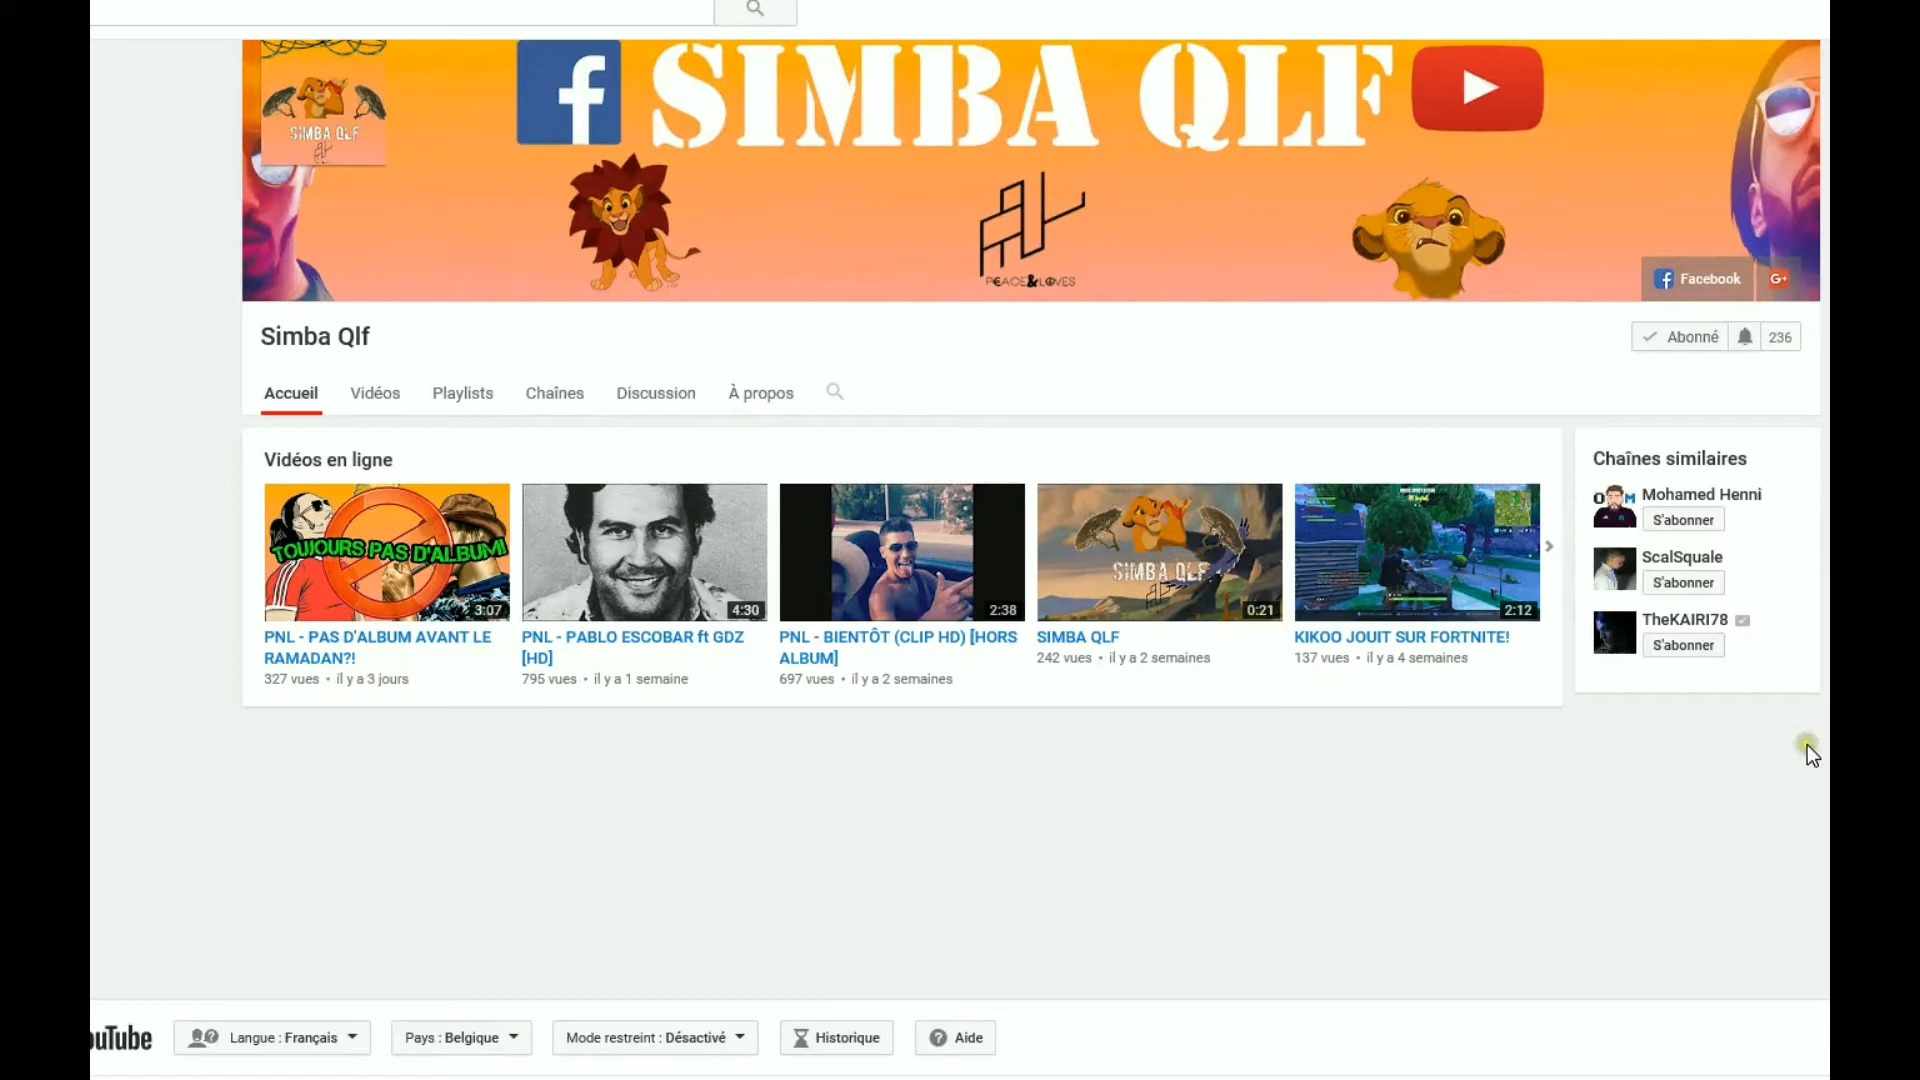 SIMBA QLF
SIMBA QLF
PEACE&LOVES
Facebook
G+
Simba Qlf
Abonné
236
Accueil
Vidéos
Playlists
Chaînes
Discussion
À propos
Vidéos en ligne
TOUJOURS PAS D'ALBUM!
3:07
PNL - PAS D'ALBUM AVANT LE
RAMADAN?!
327 vues • il y a 3 jours
4:30
PNL - PABLO ESCOBAR ft GDZ
[HD]
795 vues • il y a 1 semaine
2:38
PNL - BIENTÔT (CLIP HD) [HORS
ALBUM]
697 vues • il y a 2 semaines
SIMBA QLF
0:21
SIMBA QLF
242 vues • il y a 2 semaines
2:12
KIKOO JOUIT SUR FORTNITE!
137 vues • il y a 4 semaines
Chaînes similaires
Mohamed Henni
S'abonner
ScalSquale
S'abonner
TheKAIRI78
S'abonner
ouTube
Langue : Français
Pays : Belgique
Mode restreint : Désactivé
Historique
Aide